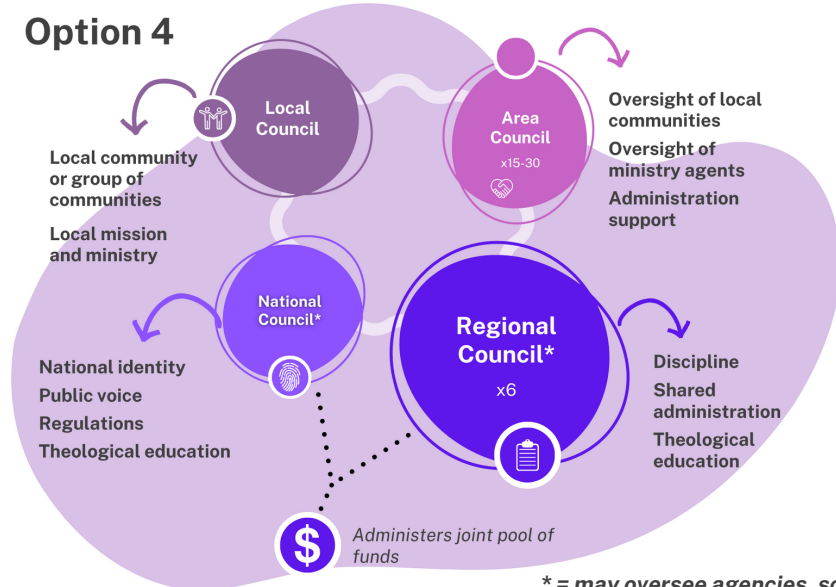 Option 4
Local
Council
Local community
or group of
communities
Local mission
and ministry
Area
Council
x15-30
Oversight of local
communities
Oversight of
ministry agents
Administration
support
National
Council*
National identity
Public voice
Regulations
Theological education
Regional
Council*
x6
Discipline
Shared
administration
Theological
education
$
Administers joint pool of
funds
* = may oversee agencies,